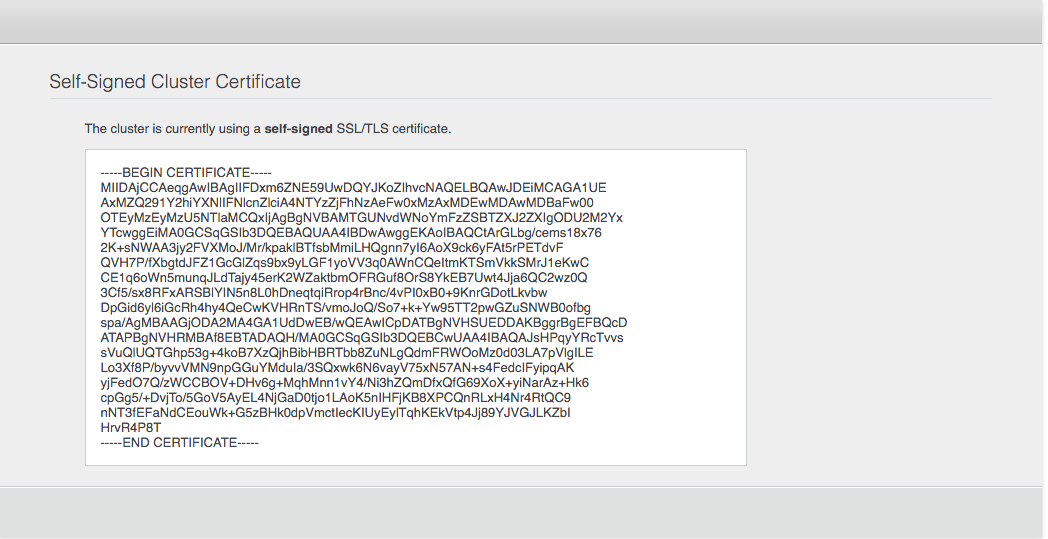 Self-Signed Cluster Certificate
The cluster is currently using a self-signed SSL/TLS certificate.
-----BEGIN CERTIFICATE-----
MIIDAjCCAeqgAwIBAgIIFDxm6ZNE59UwDQYJKoZIhvcNAQELBQAwJDEiMCAGA1UE
AxMZQ291Y2hiYXNlIFNlcnZlciA4NTYzZjFhNzAeFw0xMzAxMDEwMDAwMDBaFw00
OTEyMzEyMzU5NTlaMCQxIjAgBgNVBAMTGUNvdWNoYmFzZSBTZXJ2ZXIgODU2M2Yx
YTcwggEiMA0GCSqGSIb3DQEBAQUAA4IBDwAwggEKAoIBAQCtArGLbg/cems18x76
2K+sNWAA3jy2FVXMoJ/Mr/kpaklBTfsbMmiLHQgnn7yI6AoX9ck6yFAt5rPETdvF
QVH7P/fXbgtdJFZ1GcGlZqs9bx9yLGF1yoVV3q0AWnCQeItmKTSmVkkSMrJ1eKwC
CE1q6oWn5munqJLdTajy45erK2WZaktbmOFRGuf8OrS8YkEB7Uwt4Jja6QC2wz0Q
3Cf5/sx8RFxARSBlYIN5n8L0hDneqtqiRrop4rBnc/4vPI0xB0+9KnrGDotLkvbw
DpGid6yl6iGcRh4hy4QeCwKVHRnTS/vmoJoQ/So7+k+Yw95TT2pwGZuSNWB0ofbg
spa/AgMBAAGjODA2MA4GA1UdDwEB/wQEAwICpDATBgNVHSUEDDAKBggrBgEFBQcD
ATAPBgNVHRMBAf8EBTADAQH/MA0GCSqGSIb3DQEBCwUAA4IBAQAJsHPqyYRcTvvs
sVuQlUQTGhp53g+4koB7XzQjhBibHBRTbb8ZuNLgQdmFRWOoMz0d03LA7pVlgILE
Lo3Xf8P/byvvVMN9npGGuYMdula/3SQxwk6N6vayV75xN57AN+s4FedcIFyipqAK
yjFedO7Q/zWCCBOV+DHv6g+MqhMnn1vY4/Ni3hZQmDfxQfG69XoX+yiNarAz+Hk6
cpGg5/+DvjTo/5GoV5AyEL4NjGaD0tjo1LAoK5nIHFjKB8XPCQnRLxH4Nr4RtQC9
nNT3fEFaNdCEouWk+G5zBHk0dpVmctIecKIUyEylTqhKEkVtp4Jj89YJVGJLKZbI
HrvR4P8T
-----END CERTIFICATE-----